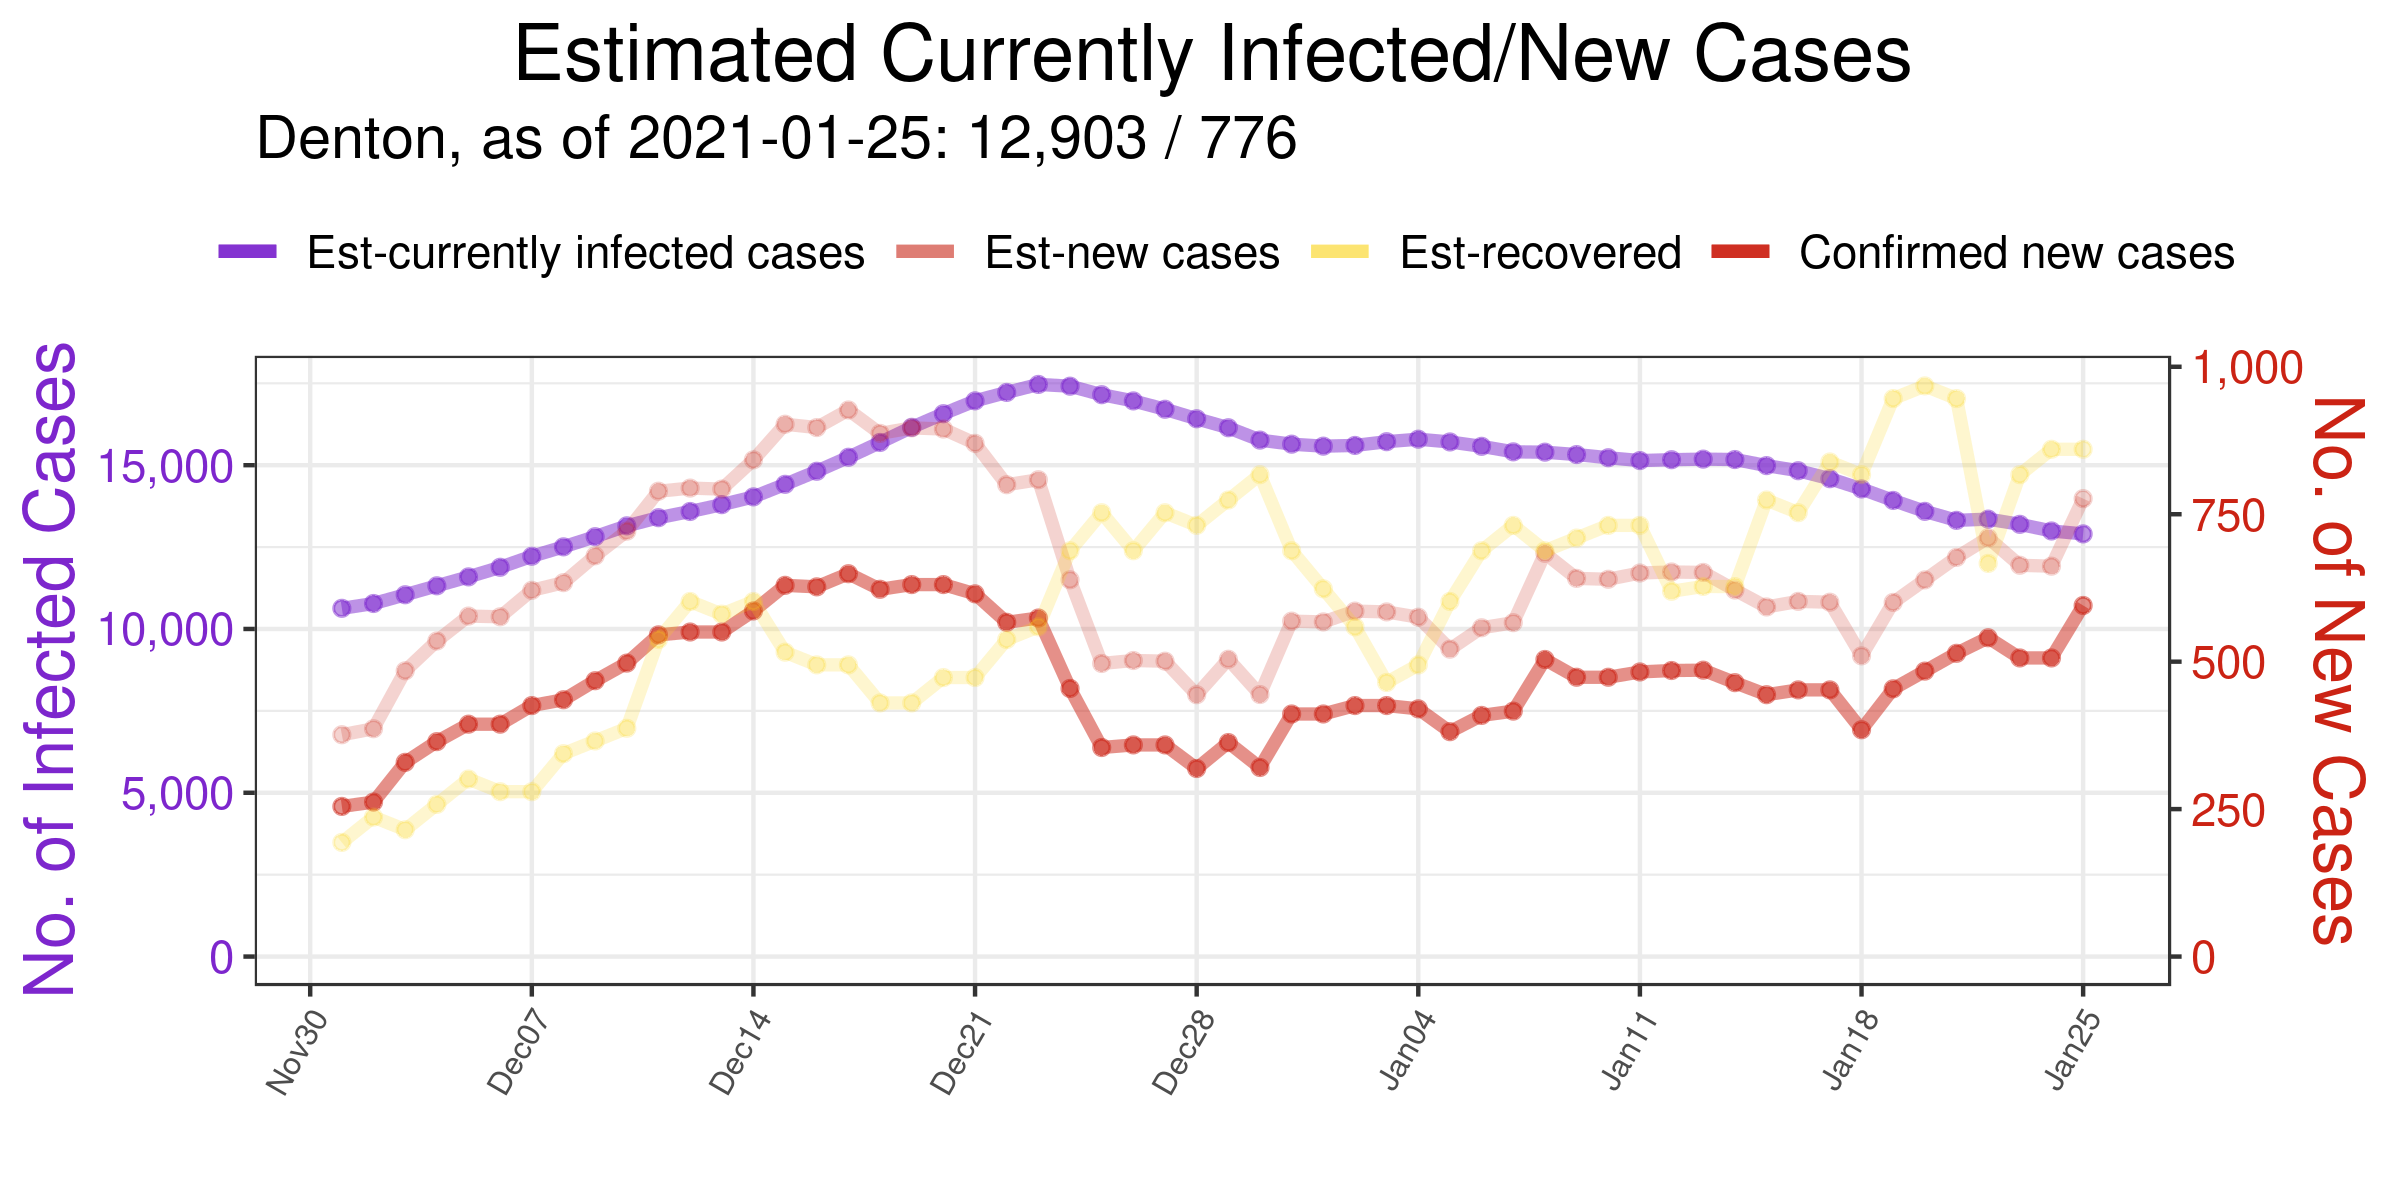 Estimated Currently Infected/New Cases
Denton, as of 2021-01-25: 12,903 / 776
Est-currently infected cases Est-new cases Est-recovered Confirmed new cases
No. of Infected Cases
15,000
10,000
5,000
0
1,000
750
500
250
0
No. of New Cases
Nov30 Dec07 Dec14 Dec21 Dec28 Jan04 Jan11 Jan18 Jan25